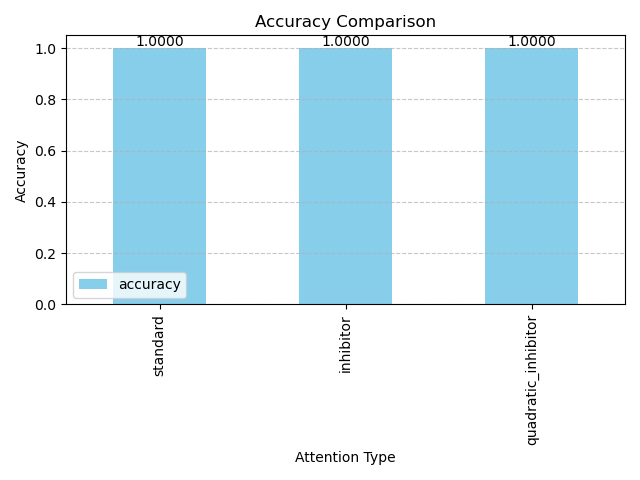 Accuracy Comparison
1.0000 1.0000 1.0000
1.0
0.8
0.6
0.4
0.2
0.0
Accuracy
accuracy
standard
inhibitor
quadratic_inhibitor
Attention Type